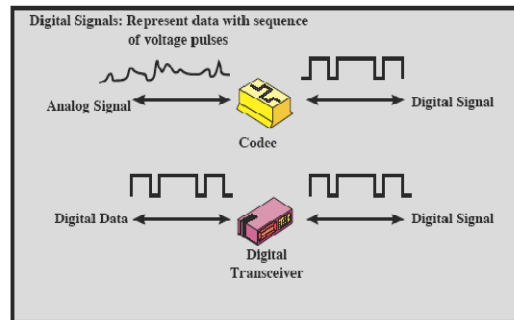 Digital Signals: Represent data with sequence
of voltage pulses
Analog Signal
Digital Signal
Codec
Digital Data
Digital Signal
Digital
Transceiver